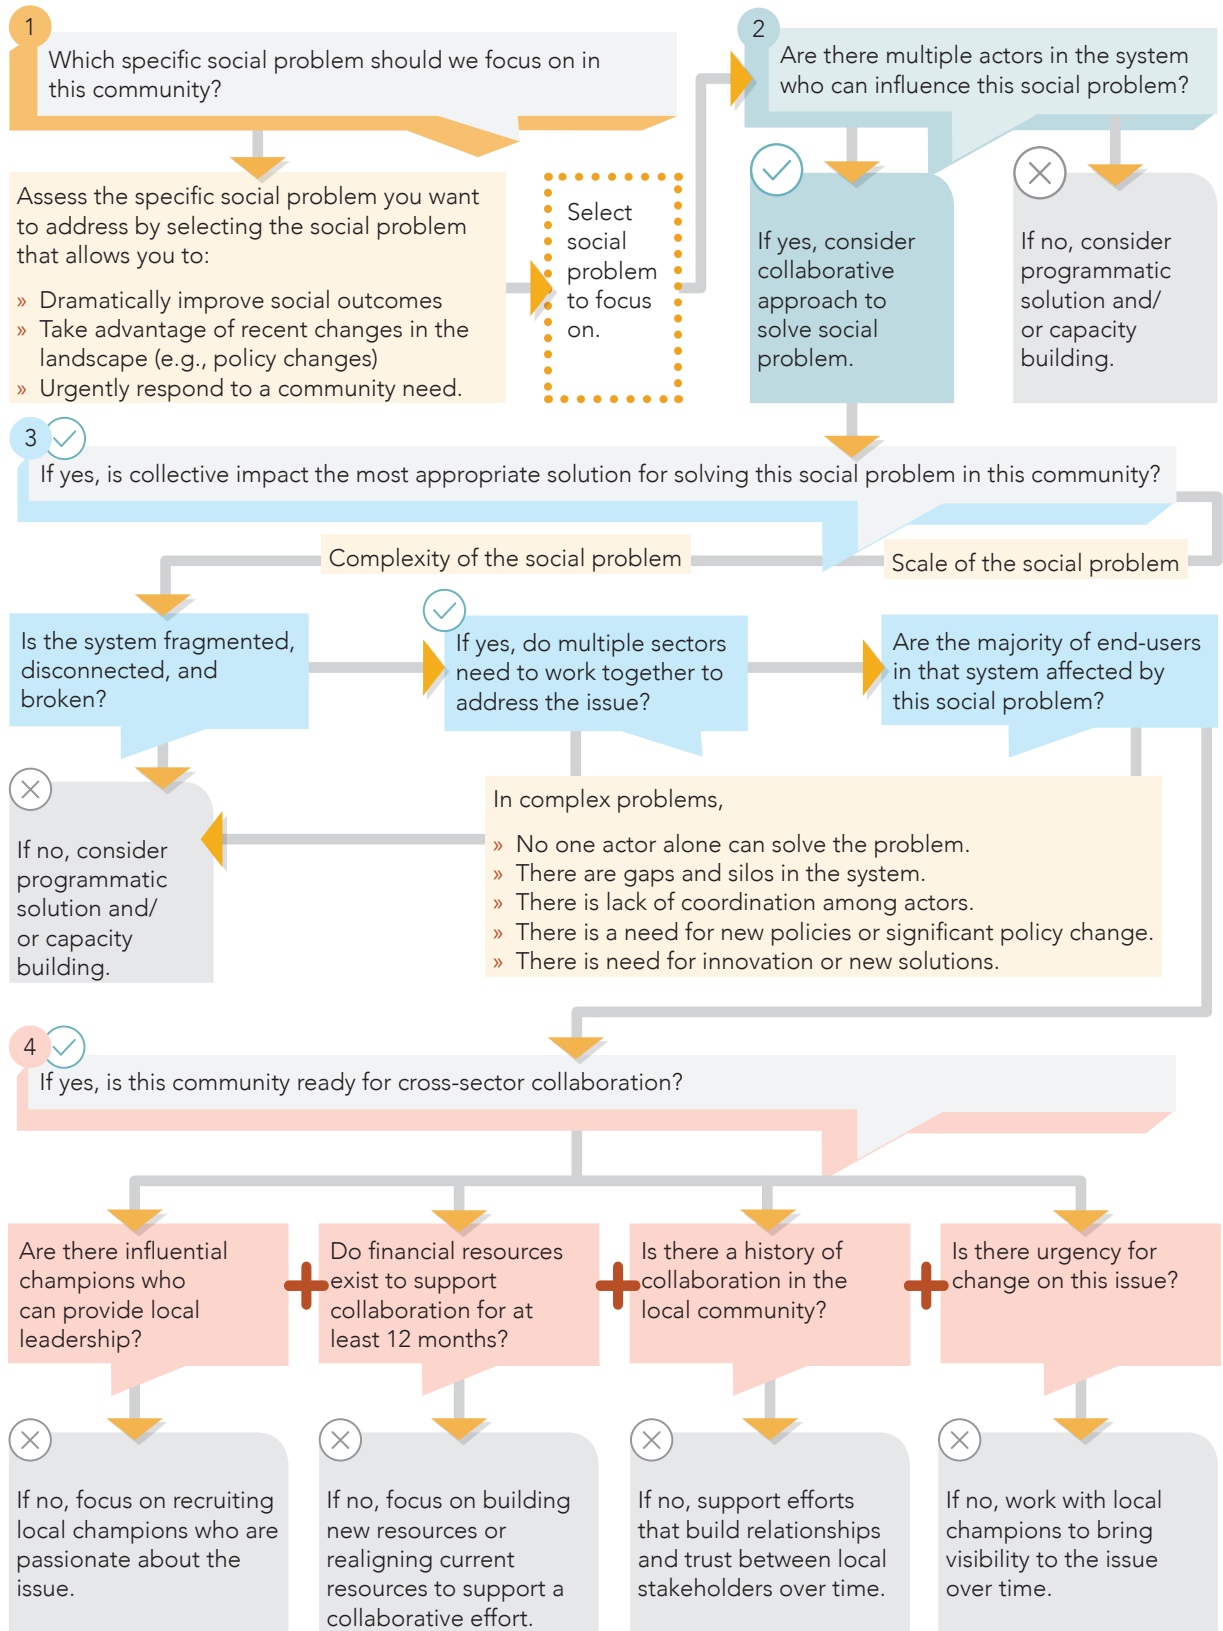 1
Which specific social problem should we focus on in
this community?
Assess the specific social problem you want
to address by selecting the social problem
that allows you to:
» Dramatically improve social outcomes
» Take advantage of recent changes in the
landscape (e.g., policy changes)
» Urgently respond to a community need.
Select
social
problem
to focus
on.
2
Are there multiple actors in the system
who can influence this social problem?
If yes, consider
collaborative
approach to
solve social
problem.
If no, consider
programmatic
solution and/
or capacity
building.
3
If yes, is collective impact the most appropriate solution for solving this social problem in this community?
Complexity of the social problem
Scale of the social problem
Is the system fragmented,
disconnected, and
broken?
If yes, do multiple sectors
need to work together to
address the issue?
Are the majority of end-users
in that system affected by
this social problem?
If no, consider
programmatic
solution and/
or capacity
building.
In complex problems,
» No one actor alone can solve the problem.
» There are gaps and silos in the system.
» There is lack of coordination among actors.
» There is a need for new policies or significant policy change.
» There is need for innovation or new solutions.
4
If yes, is this community ready for cross-sector collaboration?
Are there influential
champions who
can provide local
leadership?
Do financial resources
exist to support
collaboration for at
least 12 months?
Is there a history of
collaboration in the
local community?
Is there urgency for
change on this issue?
If no, focus on recruiting
local champions who are
passionate about the
issue.
If no, focus on building
new resources or
realigning current
resources to support a
collaborative effort.
If no, support efforts
that build relationships
and trust between local
stakeholders over time.
If no, work with local
champions to bring
visibility to the issue
over time.